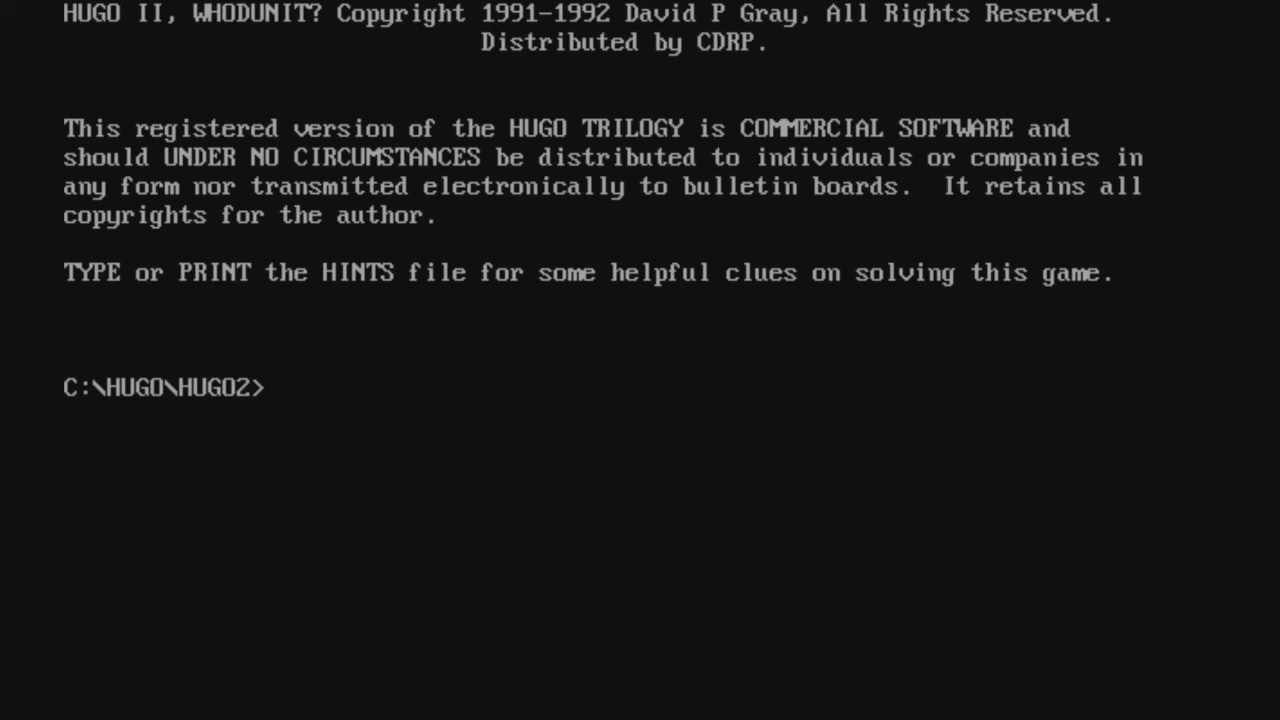 HUGO II, WHODUNIT? Copyright 1991-1992 David P Gray, All Rights Reserved.
Distributed by CDRP.
This registered version of the HUGO TRILOGY is COMMERCIAL SOFTWARE and
should UNDER NO CIRCUMSTANCES be distributed to individuals or companies in
any form nor transmitted electronically to bulletin boards.  It retains all
copyrights for the author.
TYPE or PRINT the HINTS file for some helpful clues on solving this game.
C:\HUGO\HUGO2>